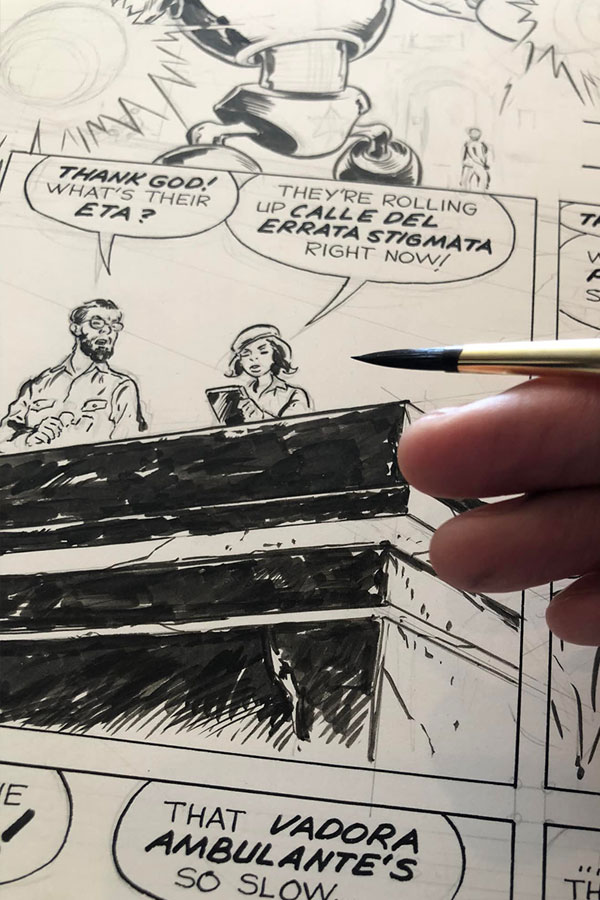 THANK GOD!
WHAT'S THEIR
ETA?
THEY'RE ROLLING
UP CALLE DEL
ERRATA STIGMATA
RIGHT NOW!
THAT VADORA
AMBULANTE'S
SO SLOW.